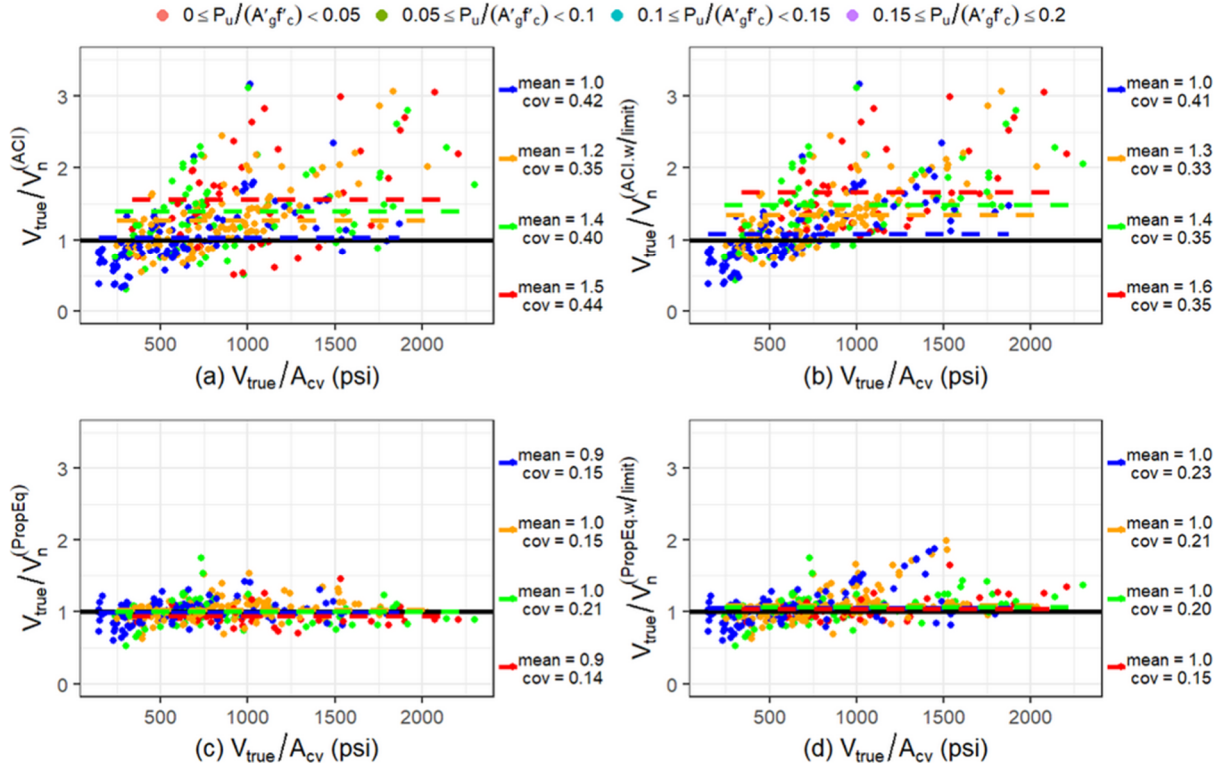 0 ≤ Pu/(A'gf'c) < 0.05 0.05 ≤ Pu/(A'gf'c) < 0.1 0.1 ≤ Pu/(A'gf'c) < 0.15 0.15 ≤ Pu/(A'gf'c) ≤ 0.2
Vtrue/Vn(ACI)
3
2
1
0
500 1000 1500 2000
(a) Vtrue/Acv (psi)
mean = 1.0
cov = 0.42
mean = 1.2
cov = 0.35
mean = 1.4
cov = 0.40
mean = 1.5
cov = 0.44
Vtrue/Vn(ACI.w/limit)
3
2
1
0
500 1000 1500 2000
(b) Vtrue/Acv (psi)
mean = 1.0
cov = 0.41
mean = 1.3
cov = 0.33
mean = 1.4
cov = 0.35
mean = 1.6
cov = 0.35
Vtrue/Vn(PropEq)
3
2
1
0
500 1000 1500 2000
(c) Vtrue/Acv (psi)
mean = 0.9
cov = 0.15
mean = 1.0
cov = 0.15
mean = 1.0
cov = 0.21
mean = 0.9
cov = 0.14
Vtrue/Vn(PropEq.w/limit)
3
2
1
0
500 1000 1500 2000
(d) Vtrue/Acv (psi)
mean = 1.0
cov = 0.23
mean = 1.0
cov = 0.21
mean = 1.0
cov = 0.20
mean = 1.0
cov = 0.15